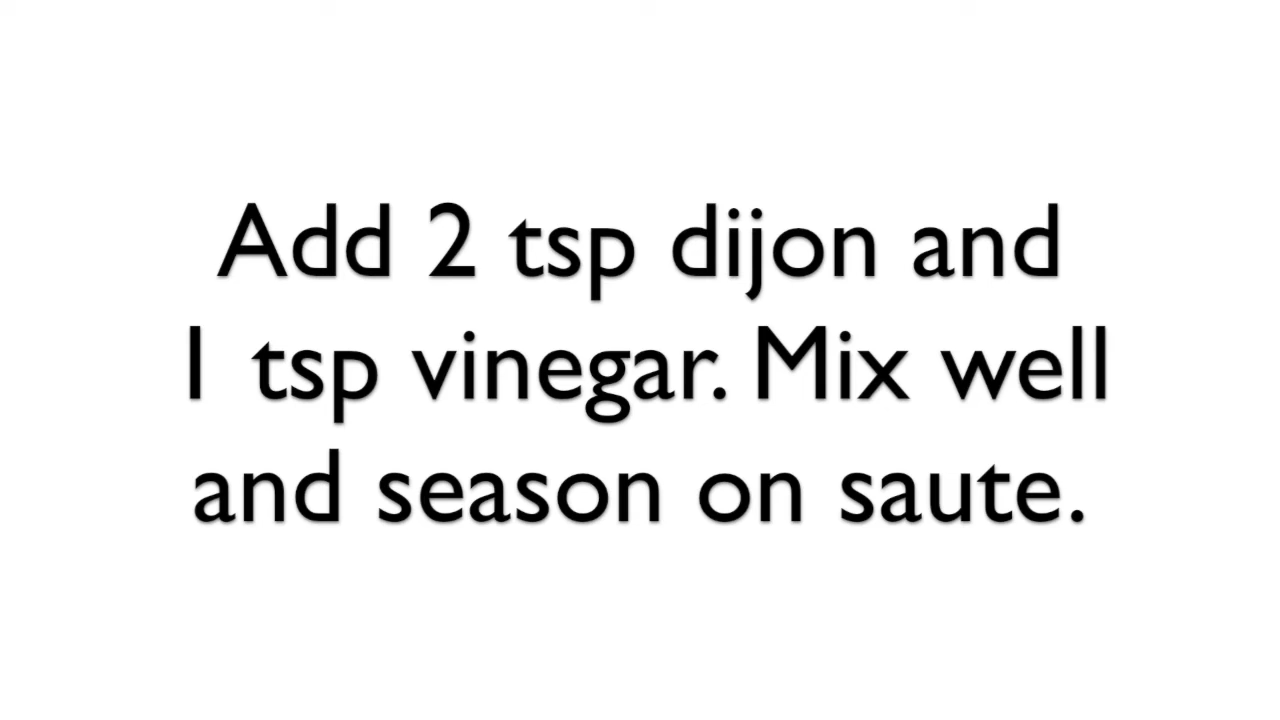 Add 2 tsp dijon and
1 tsp vinegar. Mix well
and season on saute.